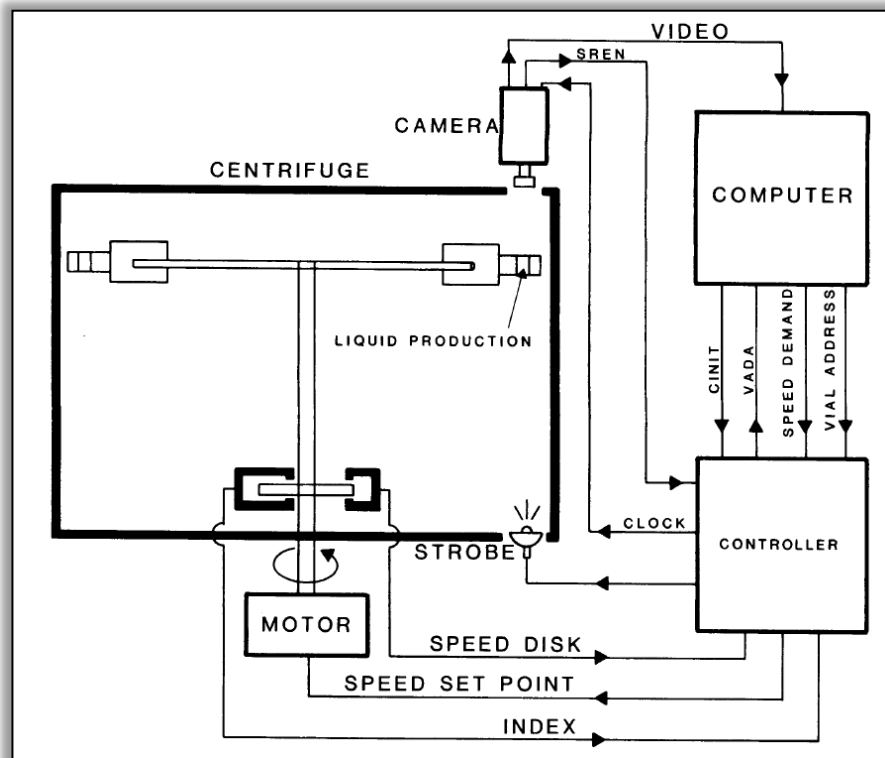 VIDEO
SREN
CAMERA
CENTRIFUGE
COMPUTER
LIQUID PRODUCTION
CINIT
VADA
SPEED DEMAND
VIAL ADDRESS
CLOCK
STROBE
CONTROLLER
MOTOR
SPEED DISK
SPEED SET POINT
INDEX